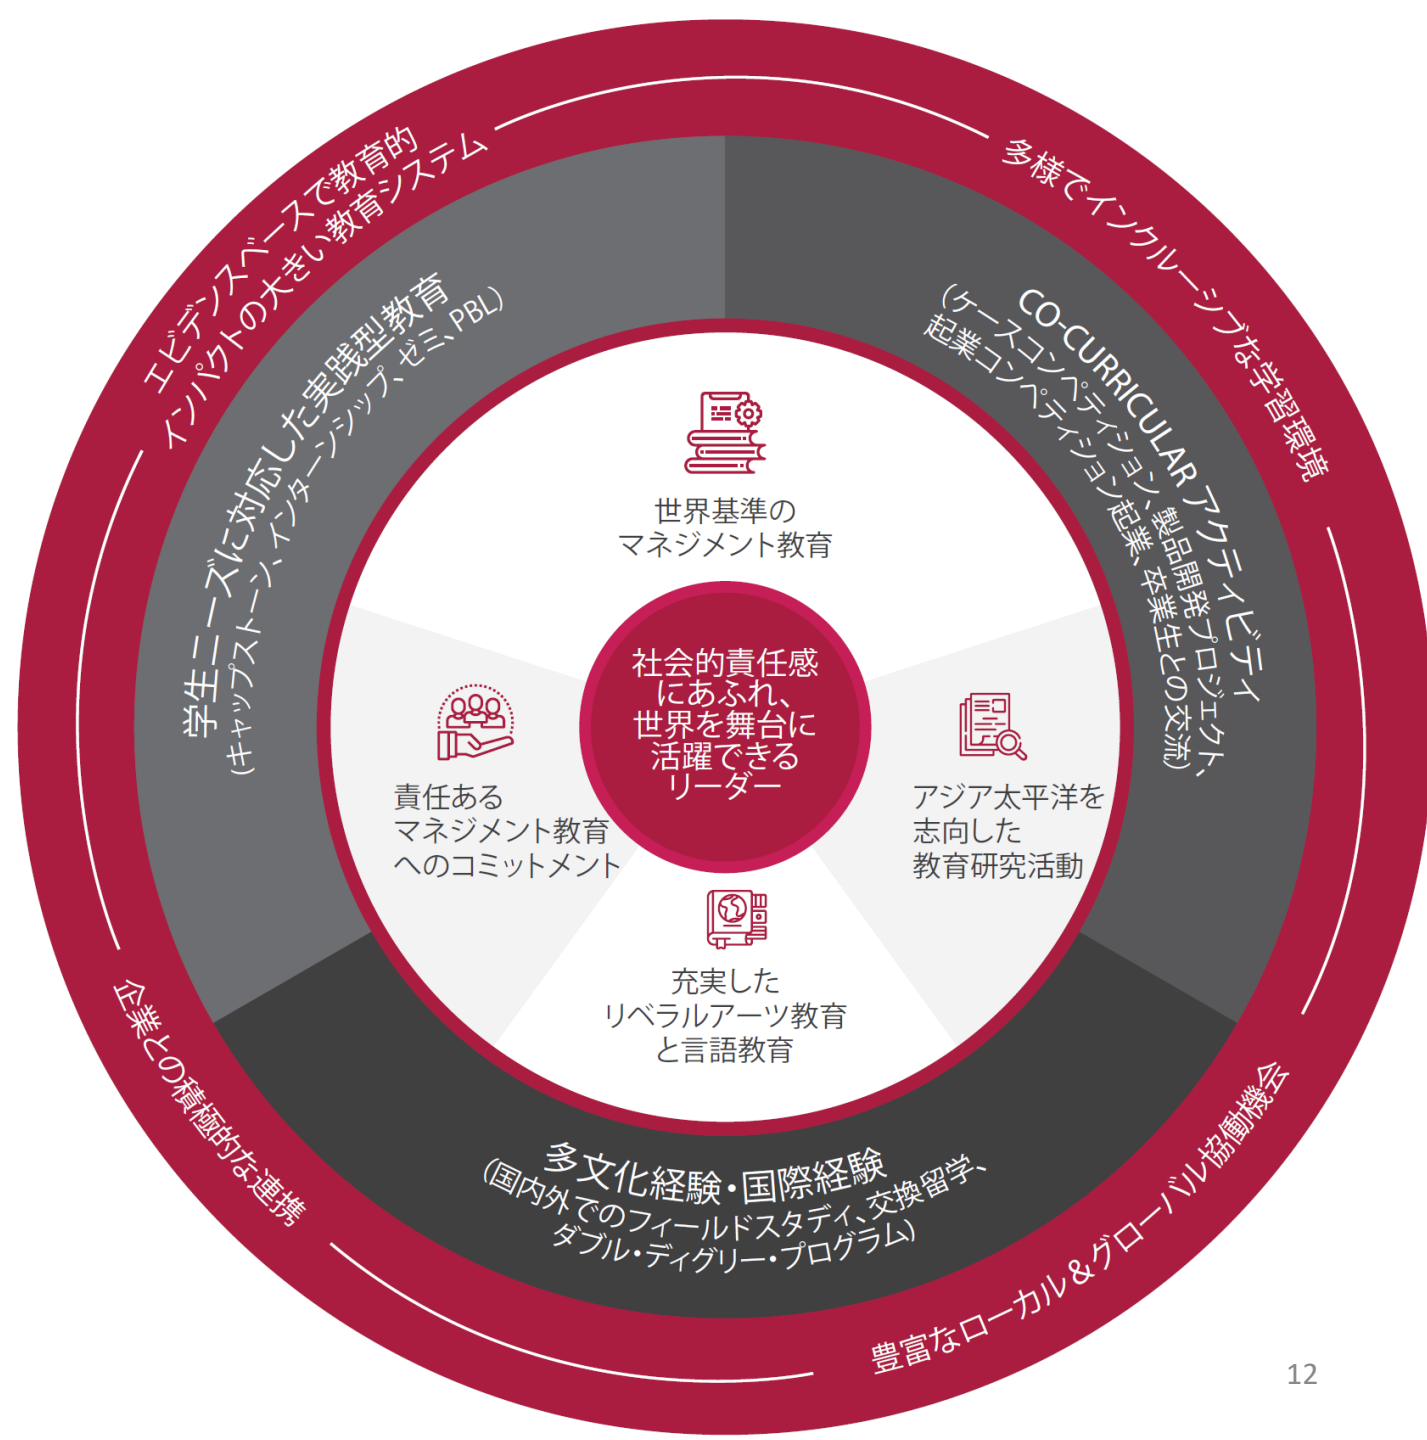 エビデンスベースで教育的
インパクトの大きい教育システム
多様でインクルーシブな学習環境
学生ニーズに対応した実践型教育
(キャップストーン、インターンシップ、ゼミ、PBL)
CO-CURRICULAR アクティビティ
(ケースコンペティション、製品開発プロジェクト、
起業コンペティション起業、卒業生との交流)
世界基準の
マネジメント教育
社会的責任感
にあふれ、
世界を舞台に
活躍できる
リーダー
責任ある
マネジメント教育
へのコミットメント
アジア太平洋を
志向した
教育研究活動
充実した
リベラルアーツ教育
と言語教育
多文化経験・国際経験
(国内外でのフィールドスタディ、交換留学、
ダブル・ディグリー・プログラム)
企業との積極的な連携
豊富なローカル＆グローバル協働機会
12